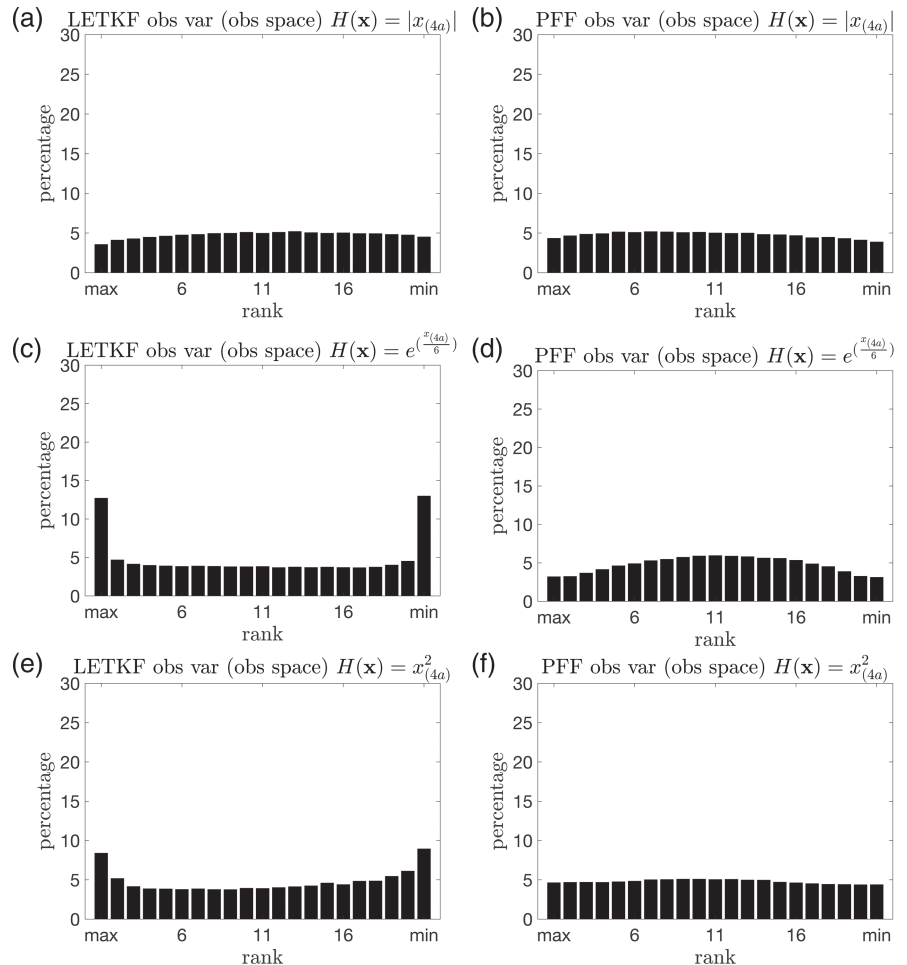 (a) LETKF obs var (obs space) H(x) = |x_(4a)|
30
25
20
15
10
5
0
percentage
max 6 11 16 min
rank
(b) PFF obs var (obs space) H(x) = |x_(4a)|
30
25
20
15
10
5
0
percentage
max 6 11 16 min
rank
(c) LETKF obs var (obs space) H(x) = e^(x_(4a)/6)
30
25
20
15
10
5
0
percentage
max 6 11 16 min
rank
(d) PFF obs var (obs space) H(x) = e^(x_(4a)/6)
30
25
20
15
10
5
0
percentage
max 6 11 16 min
rank
(e) LETKF obs var (obs space) H(x) = x²_(4a)
30
25
20
15
10
5
0
percentage
max 6 11 16 min
rank
(f) PFF obs var (obs space) H(x) = x²_(4a)
30
25
20
15
10
5
0
percentage
max 6 11 16 min
rank